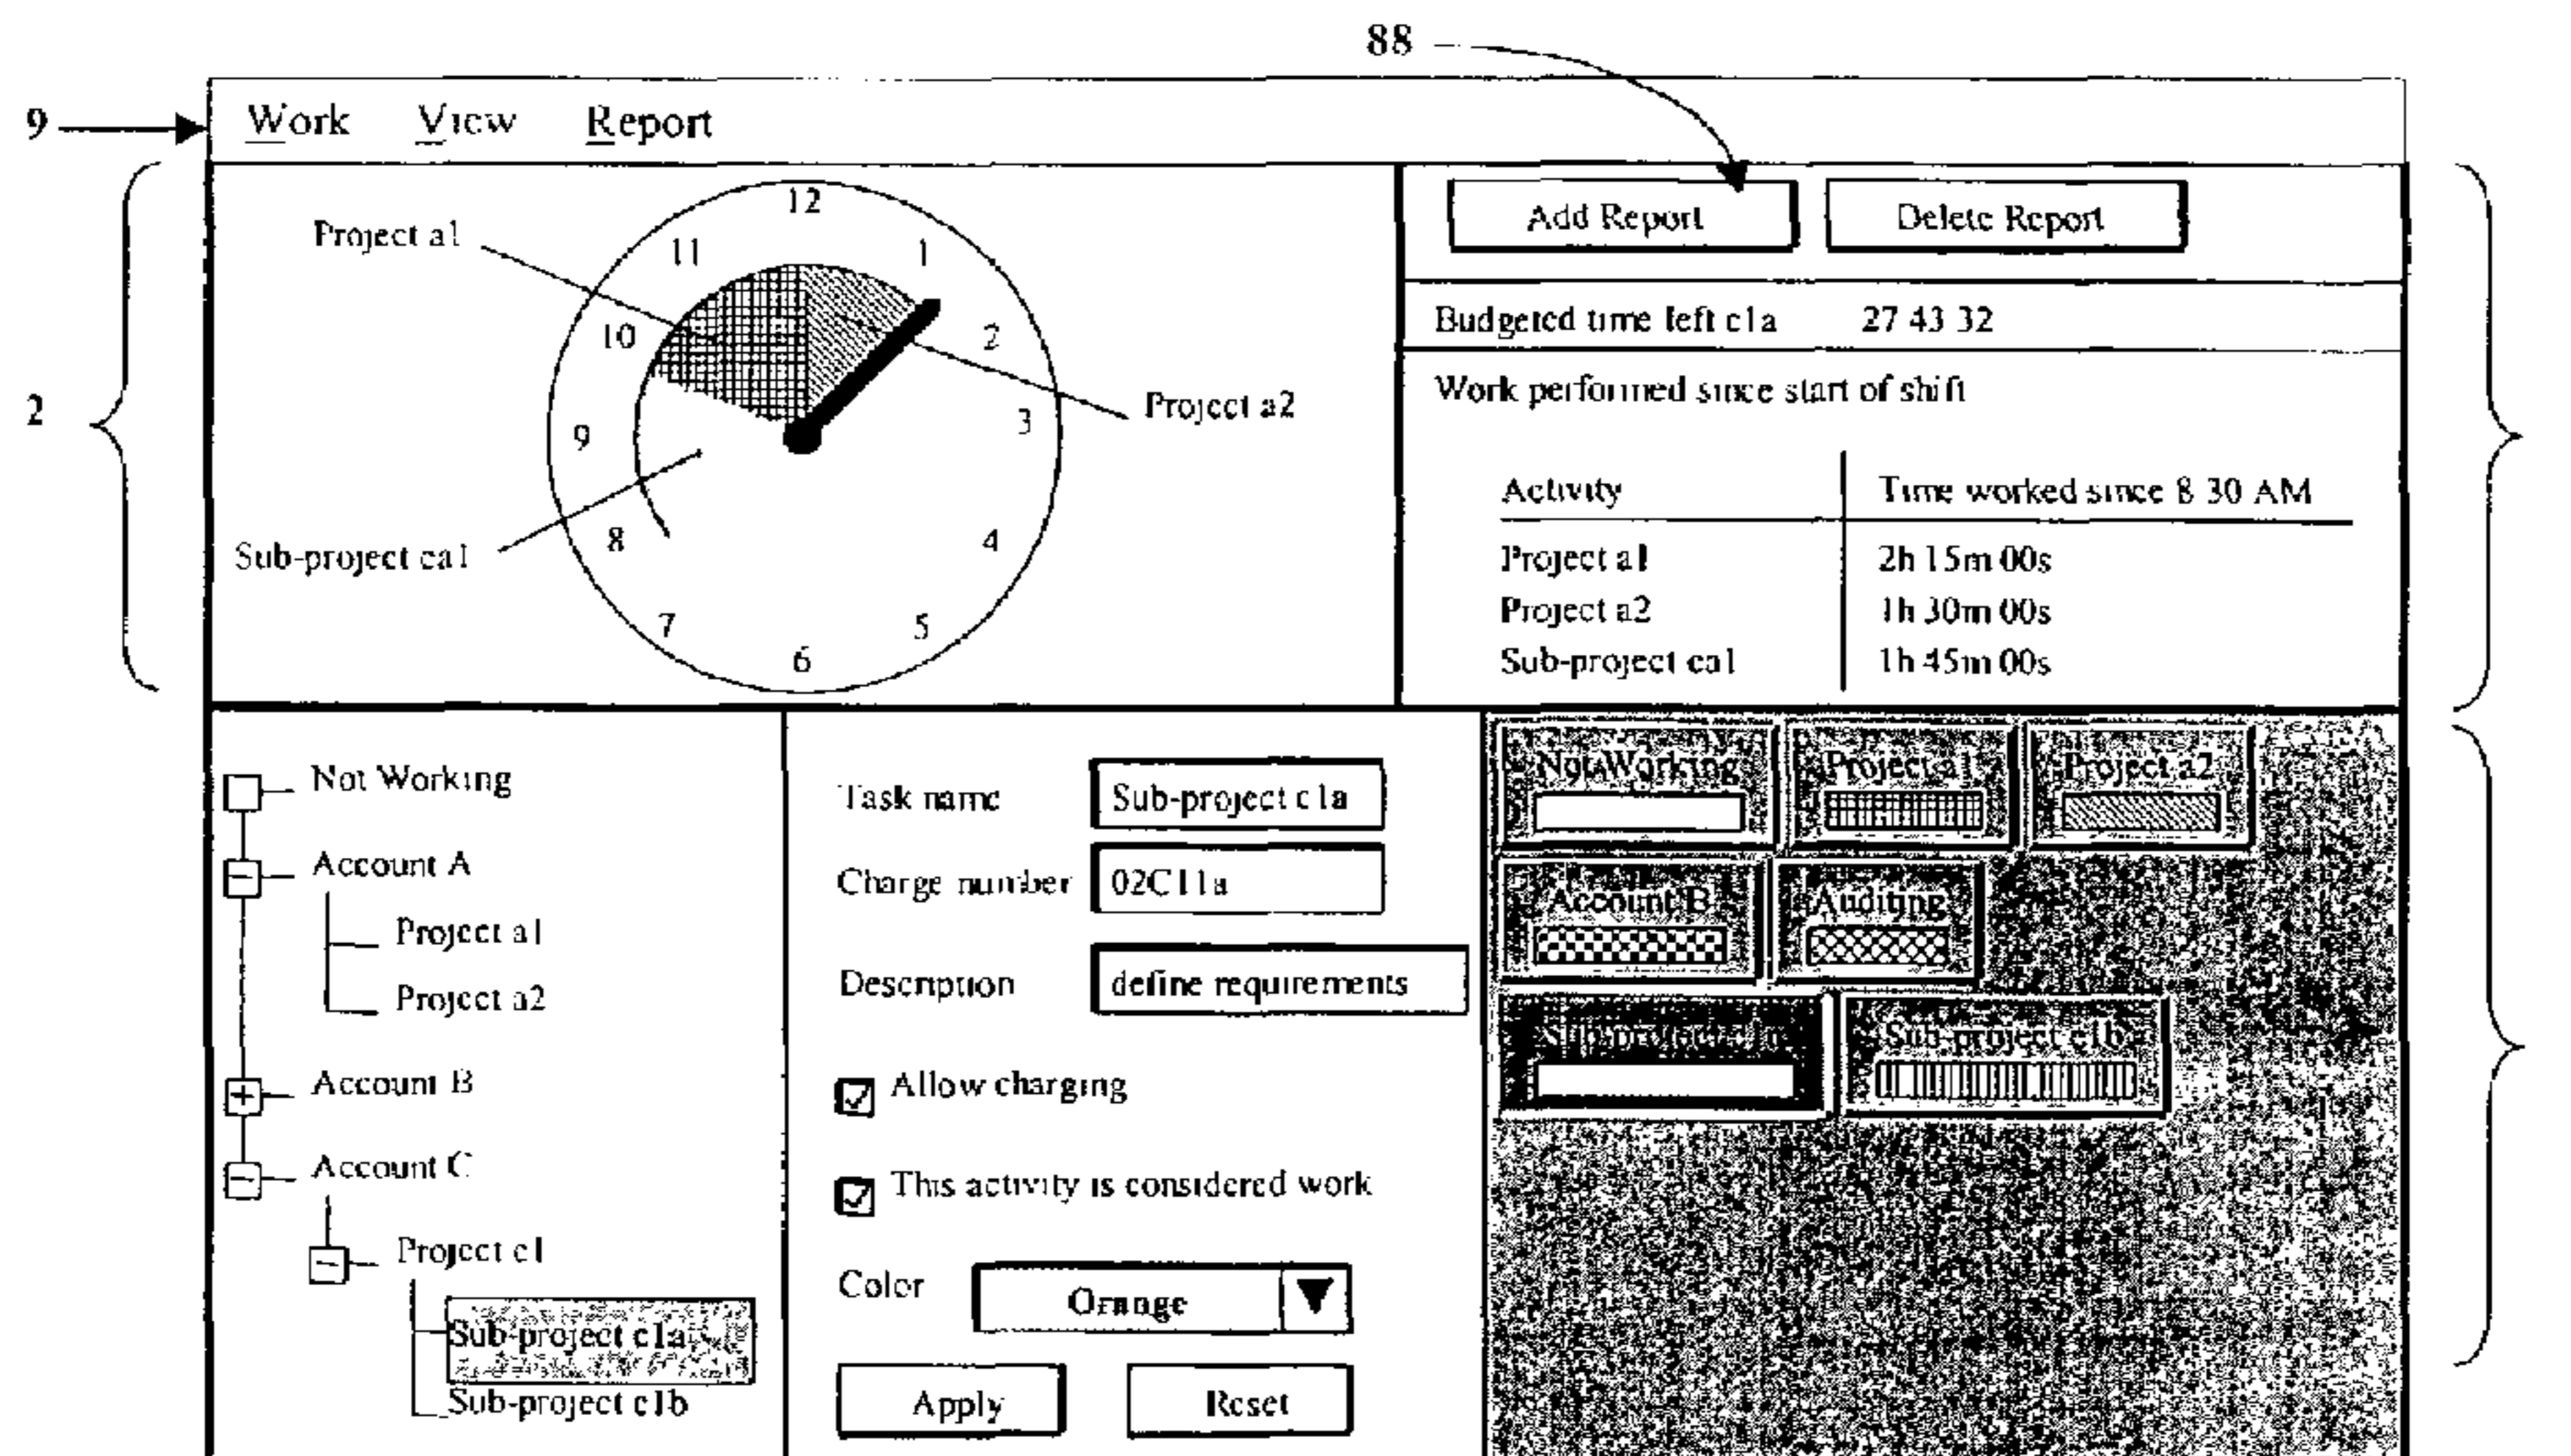 88
9
Work View Report
12
11
1
10
2
9
3
8
4
7
5
6
Project a1
Project a2
Sub-project ca1
2
Add Report Delete Report
Budgeted time left c1a 27 43 32
Work performed since start of shift
Activity Time worked since 8 30 AM
Project a1 2h 15m 00s
Project a2 1h 30m 00s
Sub-project ca1 1h 45m 00s
Not Working
Account A
Project a1
Project a2
Account B
Account C
Project c1
Sub-project c1a
Sub-project c1b
Task name Sub-project c1a
Charge number 02C11a
Description define requirements
Allow charging
This activity is considered work
Color Orange
Apply Reset
Not Working Project a1 Project a2
Account B Auditing
Sub-project c1a Sub-project c1b